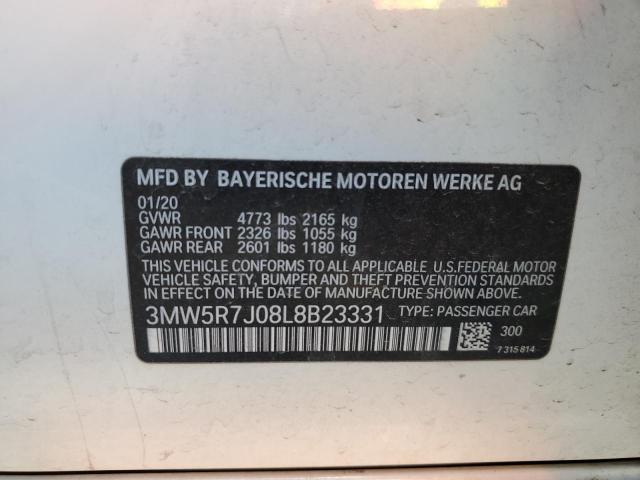 MFD BY BAYERISCHE MOTOREN WERKE AG
01/20
GVWR 4773 lbs 2165 kg
GAWR FRONT 2326 lbs 1055 kg
GAWR REAR 2601 lbs 1180 kg
THIS VEHICLE CONFORMS TO ALL APPLICABLE U.S.FEDERAL MOTOR
VEHICLE SAFETY, BUMPER AND THEFT PREVENTION STANDARDS
IN EFFECT ON THE DATE OF MANUFACTURE SHOWN ABOVE.
3MW5R7J08L8B23331 TYPE: PASSENGER CAR
300
7 315 814